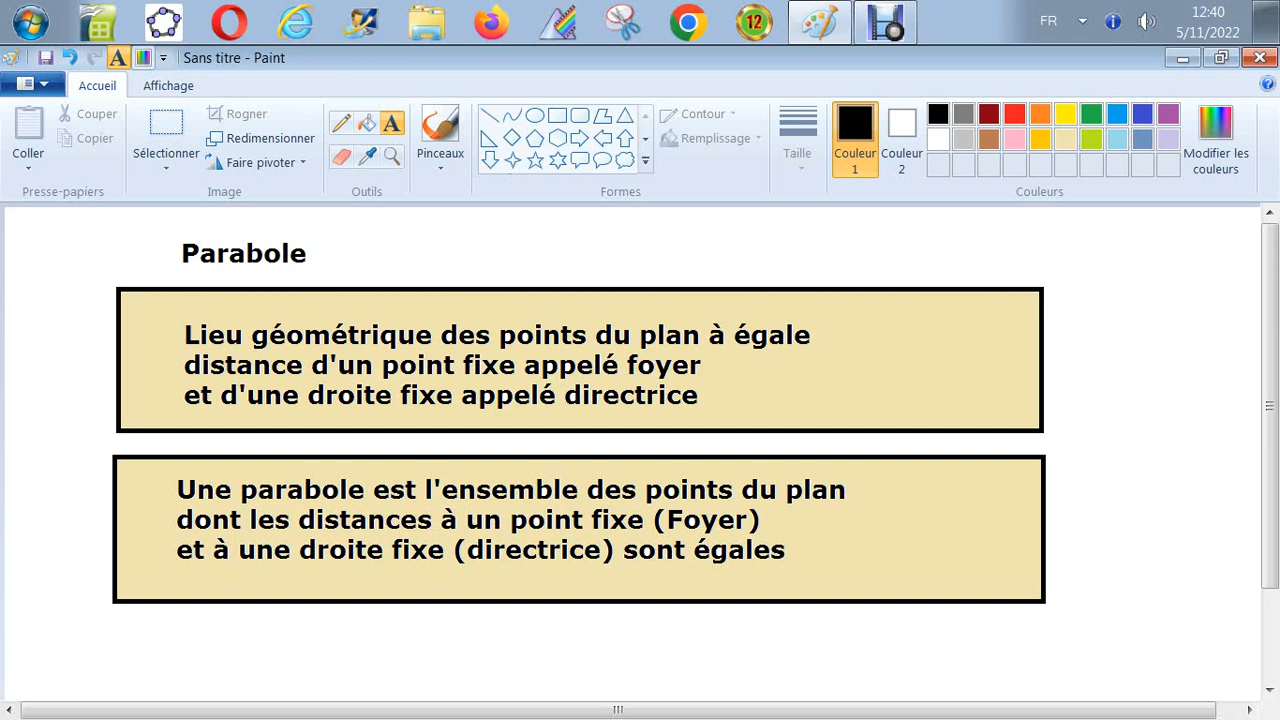 FR
12:40
5/11/2022
12
Sans titre - Paint
Accueil
Affichage
Coller
Couper
Copier
Presse-papiers
Sélectionner
Rogner
Redimensionner
Faire pivoter
Image
A
A
Outils
Pinceaux
Formes
Contour
Remplissage
Taille
Couleur
1
Couleur
2
Modifier les
couleurs
Couleurs
Parabole
Lieu géométrique des points du plan à égale
distance d'un point fixe appelé foyer
et d'une droite fixe appelé directrice
Une parabole est l'ensemble des points du plan
dont les distances à un point fixe (Foyer)
et à une droite fixe (directrice) sont égales